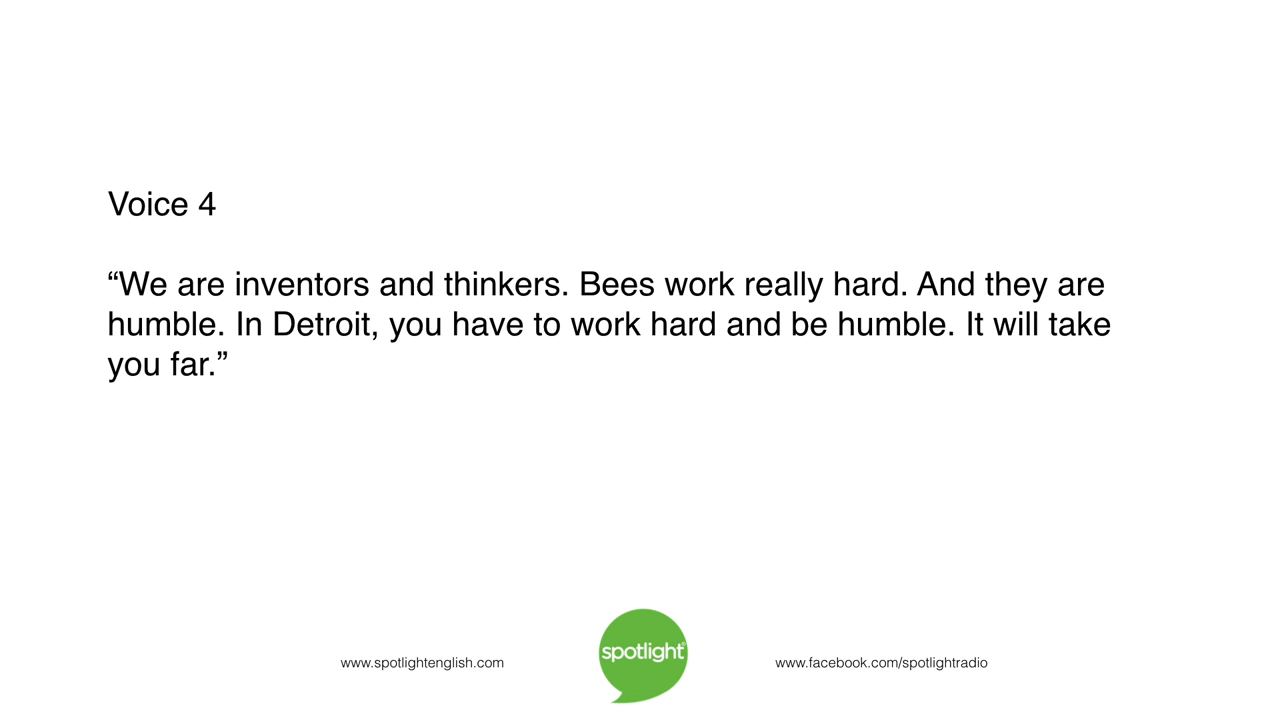 Voice 4
“We are inventors and thinkers. Bees work really hard. And they are
humble. In Detroit, you have to work hard and be humble. It will take
you far.”
www.spotlightenglish.com
spotlight
www.facebook.com/spotlightradio